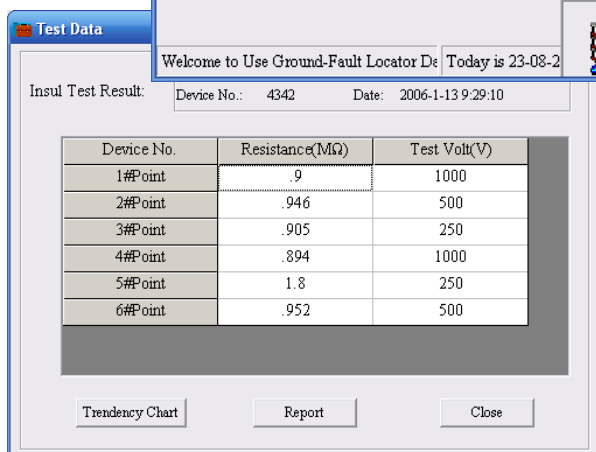 Test Data
Welcome to Use Ground-Fault Locator Da Today is 23-08-2
Insul Test Result: Device No.: 4342 Date: 2006-1-13 9:29:10
Device No. Resistance(MΩ) Test Volt(V)
1#Point .9 1000
2#Point .946 500
3#Point .905 250
4#Point .894 1000
5#Point 1.8 250
6#Point .952 500
Trendency Chart Report Close